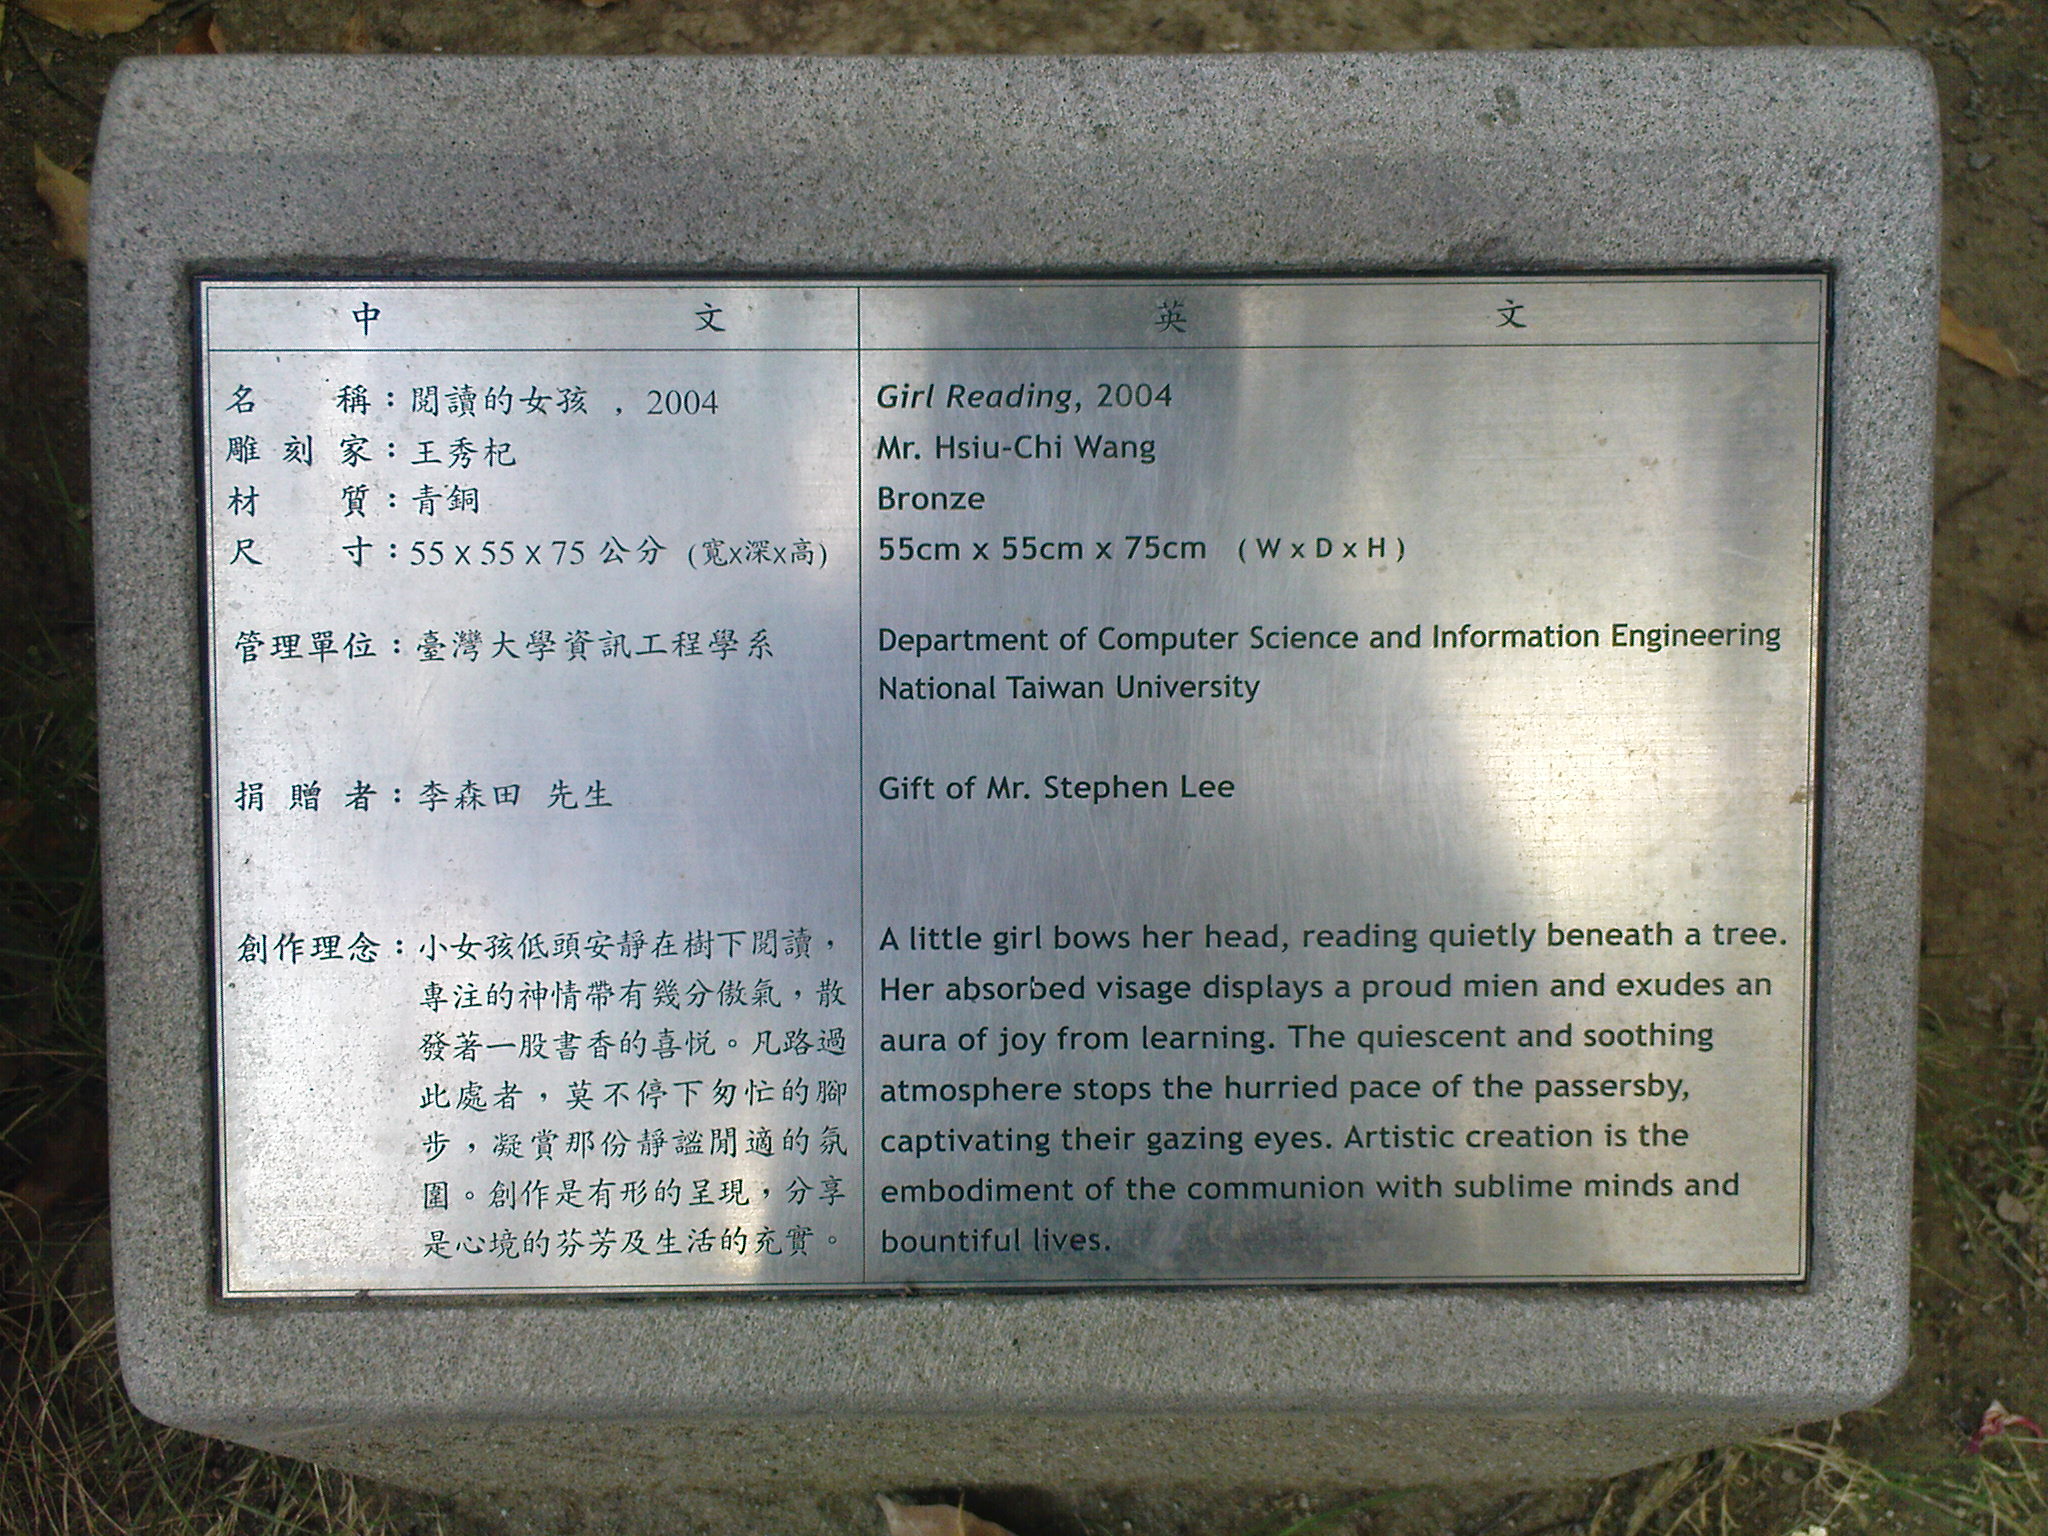 中文
名稱：閱讀的女孩，2004
雕刻家：王秀杞
材質：青銅
尺寸：55 x 55 x 75 公分 (寬x深x高)
管理單位：臺灣大學資訊工程學系
捐贈者：李森田 先生
創作理念：小女孩低頭安靜在樹下閱讀，
專注的神情帶有幾分傲氣，散
發著一股書香的喜悅。凡路過
此處者，莫不停下匆忙的腳
步，凝賞那份靜謐閒適的氛
圍。創作是有形的呈現，分享
是心境的芬芳及生活的充實。
英文
Girl Reading, 2004
Mr. Hsiu-Chi Wang
Bronze
55cm x 55cm x 75cm ( W x D x H )
Department of Computer Science and Information Engineering
National Taiwan University
Gift of Mr. Stephen Lee
A little girl bows her head, reading quietly beneath a tree.
Her absorbed visage displays a proud mien and exudes an
aura of joy from learning. The quiescent and soothing
atmosphere stops the hurried pace of the passersby,
captivating their gazing eyes. Artistic creation is the
embodiment of the communion with sublime minds and
bountiful lives.